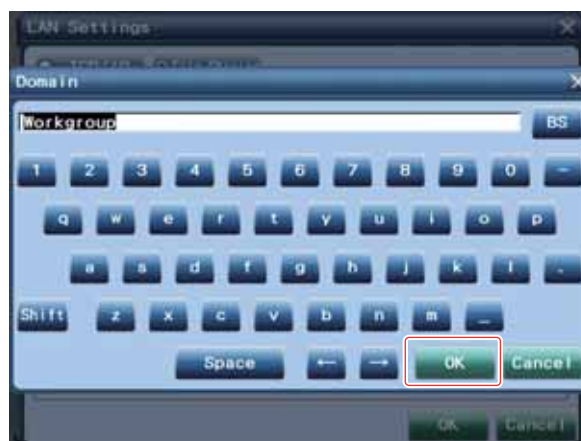 LAN Settings ×
Domain ×
Workgroup BS
1 2 3 4 5 6 7 8 9 0 -
q w e r t y u i o p
a s d f g h j k l .
Shift z x c v b n m _
Space ← → OK Cancel
OK Cancel